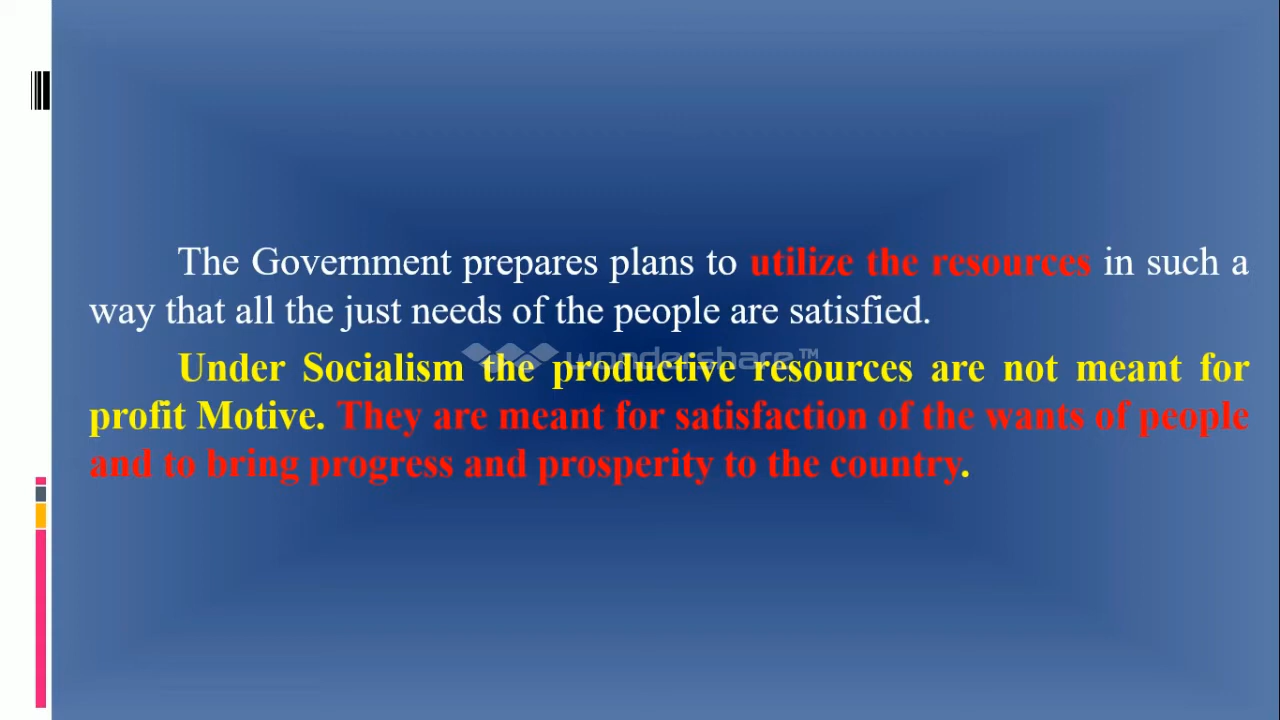 The Government prepares plans to utilize the resources in such a
way that all the just needs of the people are satisfied.
wondershare™
Under Socialism the productive resources are not meant for
profit Motive. They are meant for satisfaction of the wants of people
and to bring progress and prosperity to the country.